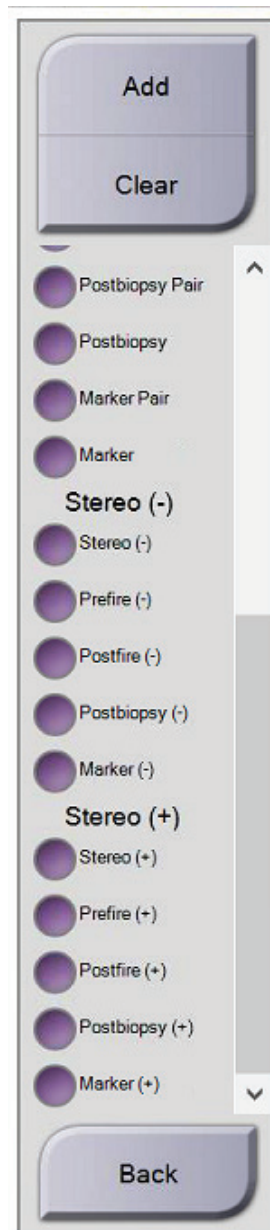 Add
Clear
Postbiopsy Pair
Postbiopsy
Marker Pair
Marker
Stereo (-)
Stereo (-)
Prefire (-)
Postfire (-)
Postbiopsy (-)
Marker (-)
Stereo (+)
Stereo (+)
Prefire (+)
Postfire (+)
Postbiopsy (+)
Marker (+)
Back